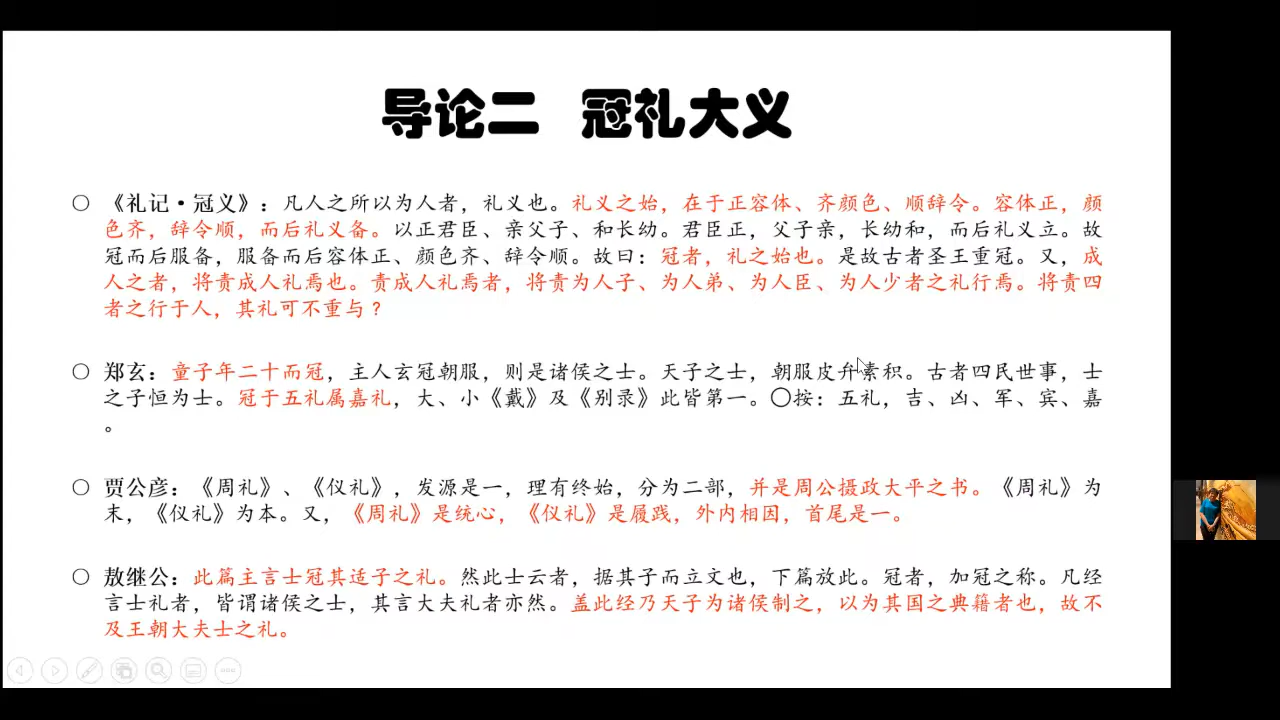 导论二 冠礼大义
○ 《礼记•冠义》：凡人之所以为人者，礼义也。礼义之始，在于正容体、齐颜色、顺辞令。容体正，颜
色齐，辞令顺，而后礼义备。以正君臣、亲父子、和长幼。君臣正，父子亲，长幼和，而后礼义立。故
冠而后服备，服备而后容体正、颜色齐、辞令顺。故曰：冠者，礼之始也。是故古者圣王重冠。又，成
人之者，将责成人礼焉也。责成人礼焉者，将责为人子、为人弟、为人臣、为人少者之礼行焉。将责四
者之行于人，其礼可不重与？
○ 郑玄：童子年二十而冠，主人玄冠朝服，则是诸侯之士。天子之士，朝服皮弁素积。古者四民世事，士
之子恒为士。冠于五礼属嘉礼，大、小《戴》及《别录》此皆第一。〇按：五礼，吉、凶、军、宾、嘉
。
○ 贾公彦：《周礼》、《仪礼》，发源是一，理有终始，分为二部，并是周公摄政大平之书。《周礼》为
末，《仪礼》为本。又，《周礼》是统心，《仪礼》是履践，外内相因，首尾是一。
○ 敖继公：此篇主言士冠其适子之礼。然此士云者，据其子而立文也，下篇放此。冠者，加冠之称。凡经
言士礼者，皆谓诸侯之士，其言大夫礼者亦然。盖此经乃天子为诸侯制之，以为其国之典籍者也，故不
及王朝大夫士之礼。